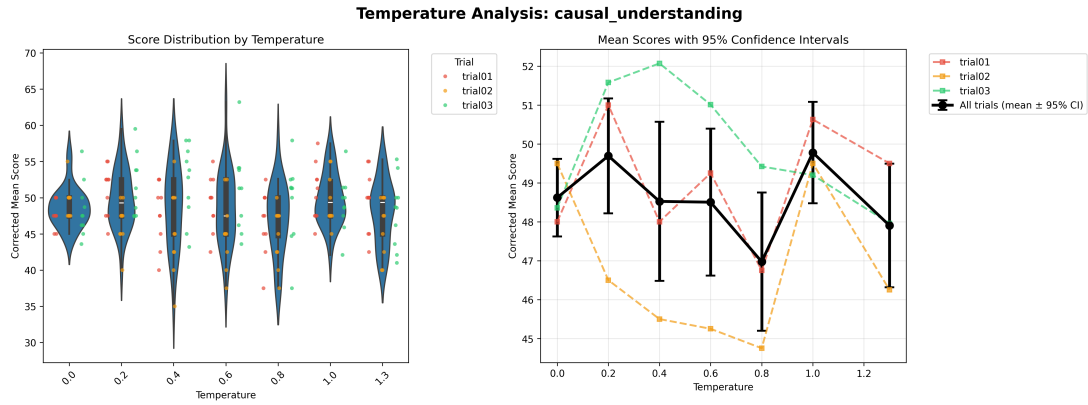 Temperature Analysis: causal_understanding
Score Distribution by Temperature
Corrected Mean Score
70
65
60
55
50
45
40
35
30
0.0
0.2
0.4
0.6
0.8
1.0
1.3
Temperature
Trial
trial01
trial02
trial03
Mean Scores with 95% Confidence Intervals
Corrected Mean Score
52
51
50
49
48
47
46
45
0.0
0.2
0.4
0.6
0.8
1.0
1.2
Temperature
trial01
trial02
trial03
All trials (mean ± 95% CI)